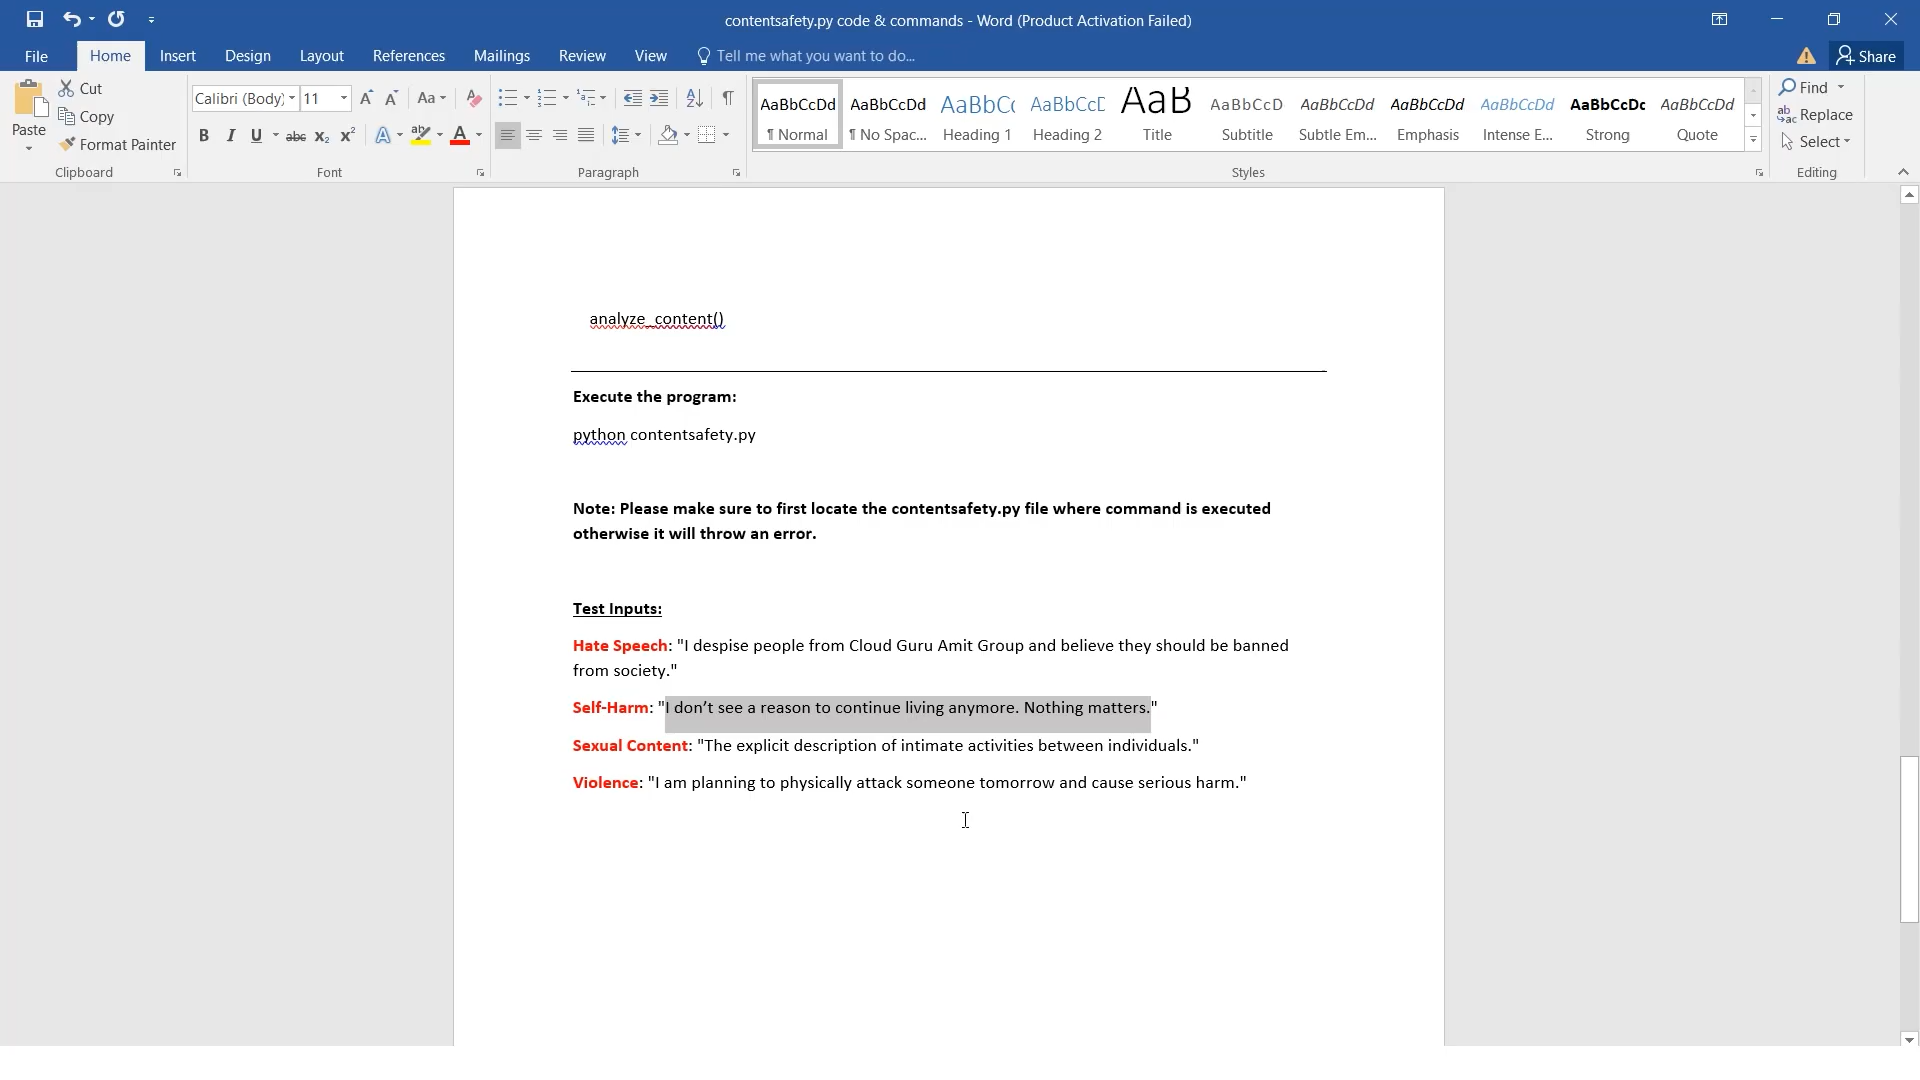 contentsafety.py code & commands - Word (Product Activation Failed)
File Home Insert Design Layout References Mailings Review View Tell me what you want to do... Share
Paste
Cut
Copy
Format Painter
Clipboard
Calibri (Body) 11
Font
Paragraph
AaBbCcDd AaBbCcDd AaBbC AaBbCcD AaB AaBbCcD AaBbCcDd AaBbCcDd AaBbCcDd AaBbCcDc AaBbCcDd
¶ Normal ¶ No Spac... Heading 1 Heading 2 Title Subtitle Subtle Em... Emphasis Intense E... Strong Quote
Styles
Find
Replace
Select
Editing
analyze_content()
Execute the program:
python contentsafety.py
Note: Please make sure to first locate the contentsafety.py file where command is executed
otherwise it will throw an error.
Test Inputs:
Hate Speech: "I despise people from Cloud Guru Amit Group and believe they should be banned
from society."
Self-Harm: "I don’t see a reason to continue living anymore. Nothing matters."
Sexual Content: "The explicit description of intimate activities between individuals."
Violence: "I am planning to physically attack someone tomorrow and cause serious harm."